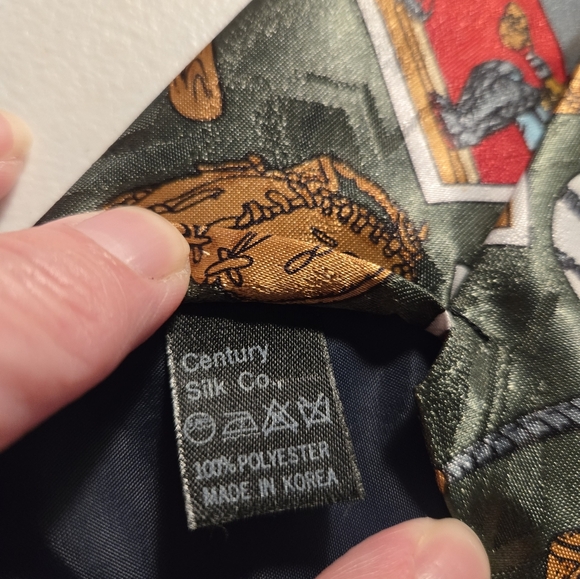 Century
Silk Co.,
100% POLYESTER
MADE IN KOREA